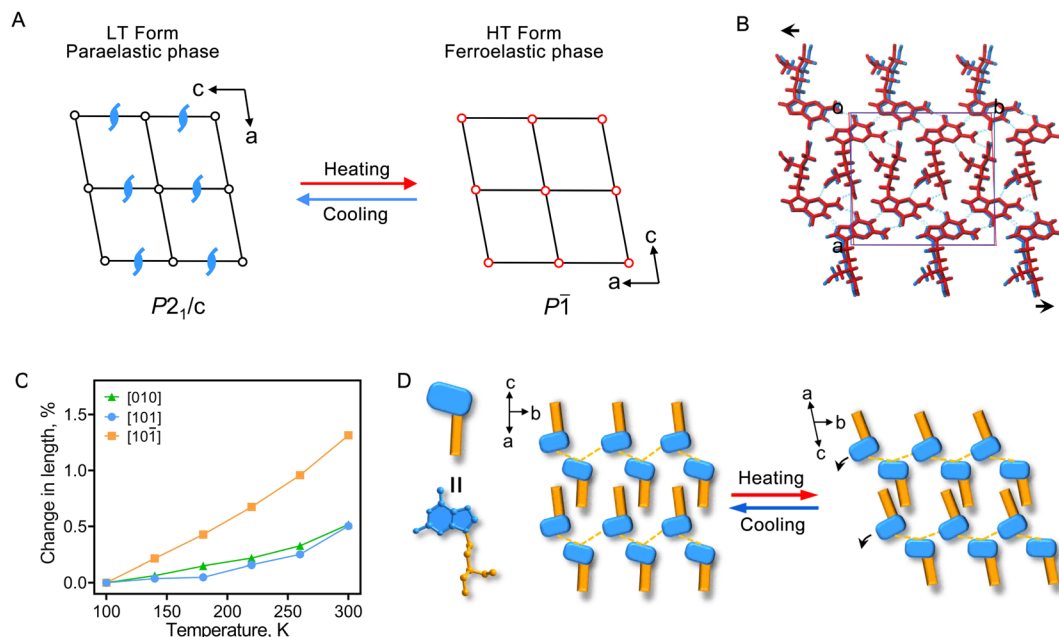 A
LT Form
Paraelastic phase
HT Form
Ferroelastic phase
c
a
Heating
Cooling
c
a
P2₁/c
P1̅
B
o
b
a
C
Change in length, %
1.5
1.0
0.5
0.0
[010]
[101]
[101̅]
100
150
200
250
300
Temperature, K
D
c
b
a
=
Heating
Cooling
a
b
c